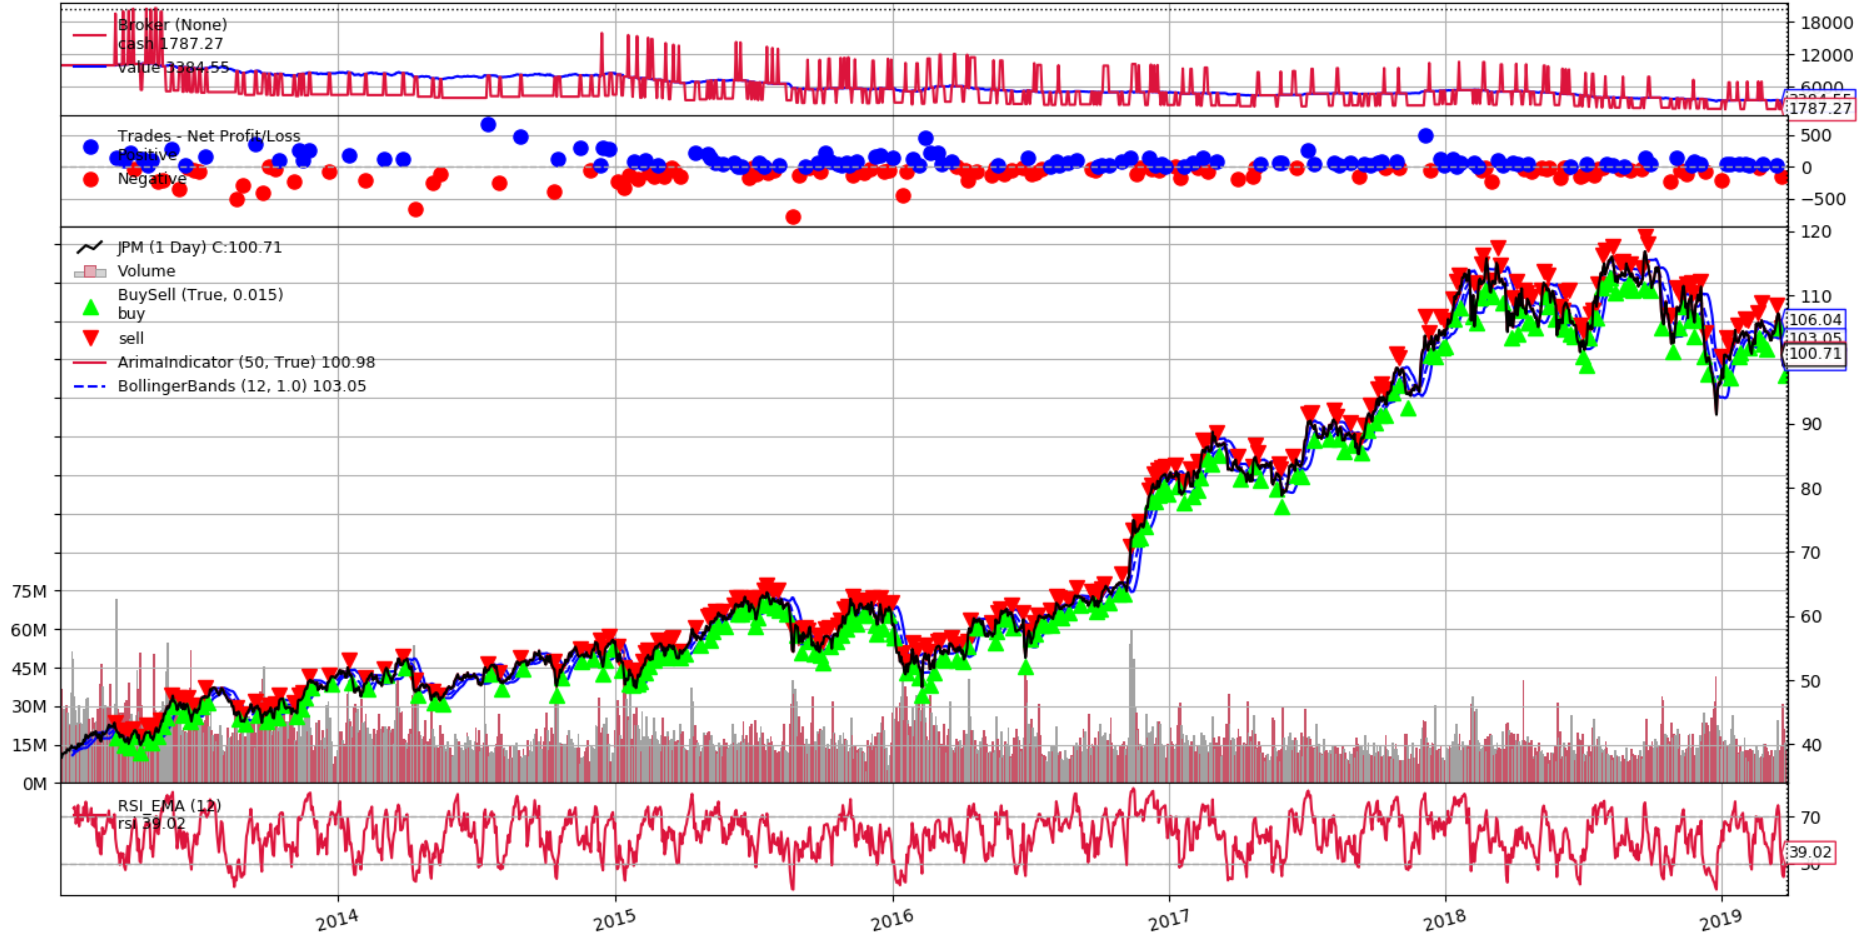 Broker (None)
cash 1787.27
value 3384.55
18000
12000
6000
3384.55
1787.27
Trades - Net Profit/Loss
Positive
Negative
500
0
−500
JPM (1 Day) C:100.71
Volume
BuySell (True, 0.015)
buy
sell
ArimaIndicator (50, True) 100.98
BollingerBands (12, 1.0) 103.05
120
110
106.04
103.05
100.71
90
80
70
60
50
40
75M
60M
45M
30M
15M
0M
RSI_EMA (12)
rsi 39.02
70
39.02
30
2014
2015
2016
2017
2018
2019